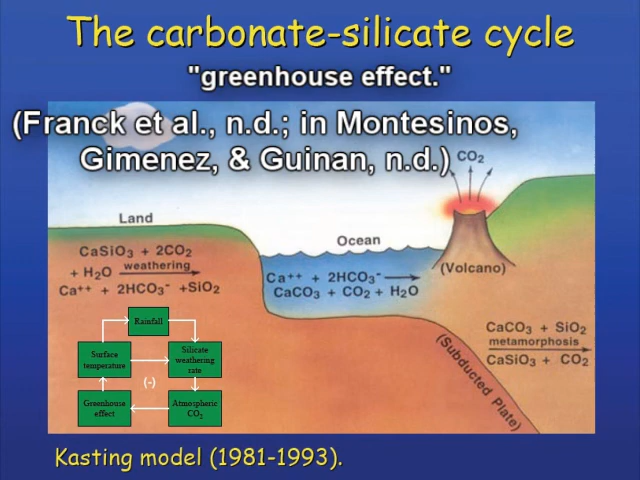 The carbonate-silicate cycle
"greenhouse effect."
(Franck et al., n.d.; in Montesinos,
Gimenez, & Guinan, n.d.)
CO₂
Land
Ocean
(Volcano)
CaSiO₃ + 2CO₂
+ H₂O weathering
Ca⁺⁺ + 2HCO₃⁻ +SiO₂
Ca⁺⁺ + 2HCO₃⁻
CaCO₃ + CO₂ + H₂O
CaCO₃ + SiO₂
metamorphosis
CaSiO₃ + CO₂
(Subducted Plate)
Rainfall
Surface
temperature
Silicate
weathering
rate
(-)
Greenhouse
effect
Atmospheric
CO₂
Kasting model (1981-1993).